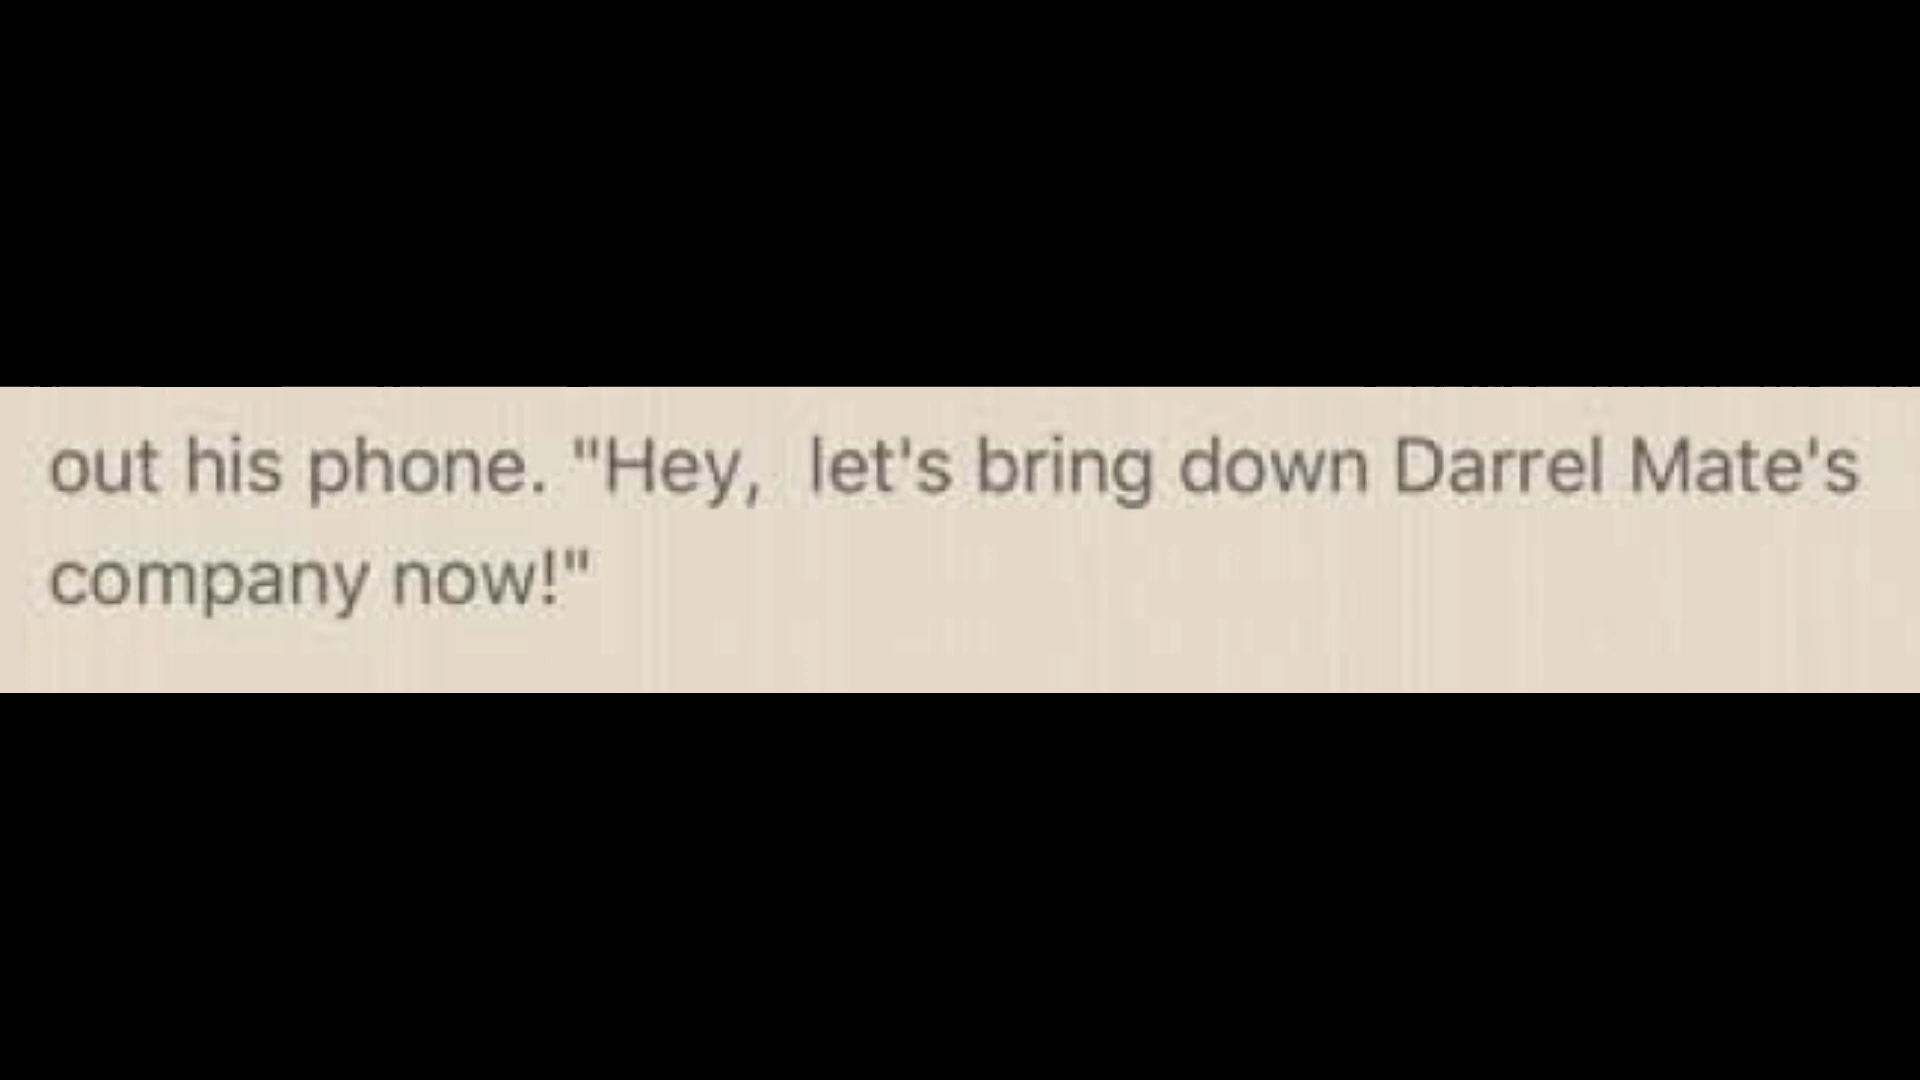 out his phone. "Hey,  let's bring down Darrel Mate's
company now!"